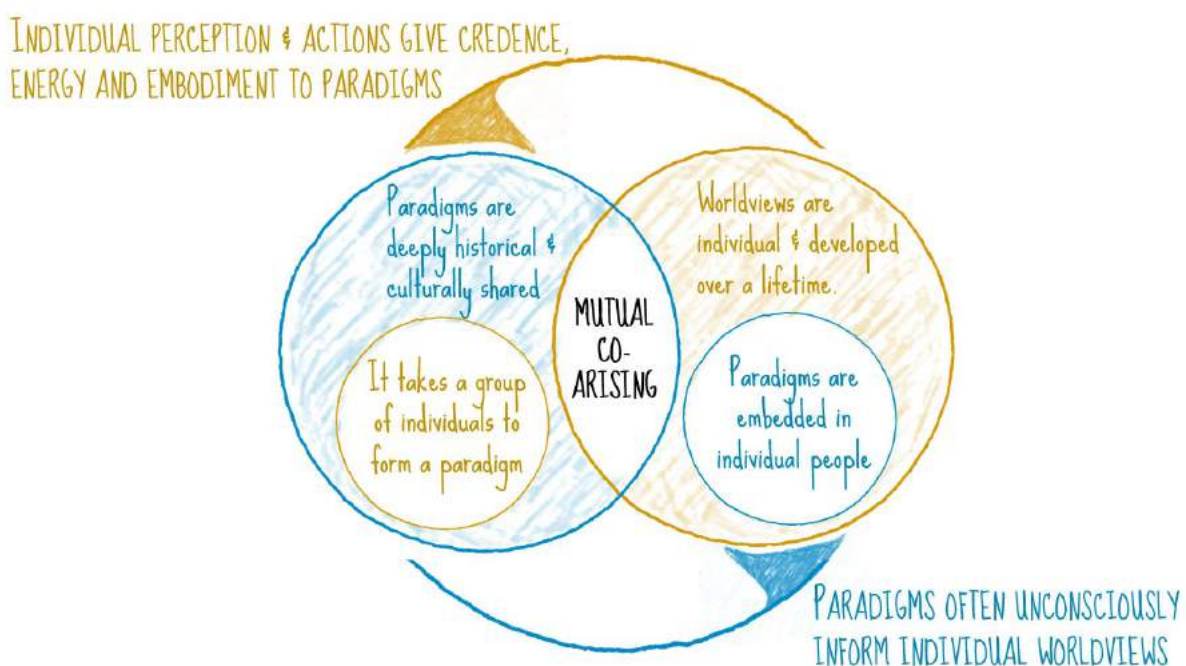 INDIVIDUAL PERCEPTION & ACTIONS GIVE CREDENCE,
ENERGY AND EMBODIMENT TO PARADIGMS
Paradigms are
deeply historical &
culturally shared
It takes a group
of individuals to
form a paradigm
MUTUAL
CO-
ARISING
Worldviews are
individual & developed
over a lifetime.
Paradigms are
embedded in
individual people
PARADIGMS OFTEN UNCONSCIOUSLY
INFORM INDIVIDUAL WORLDVIEWS